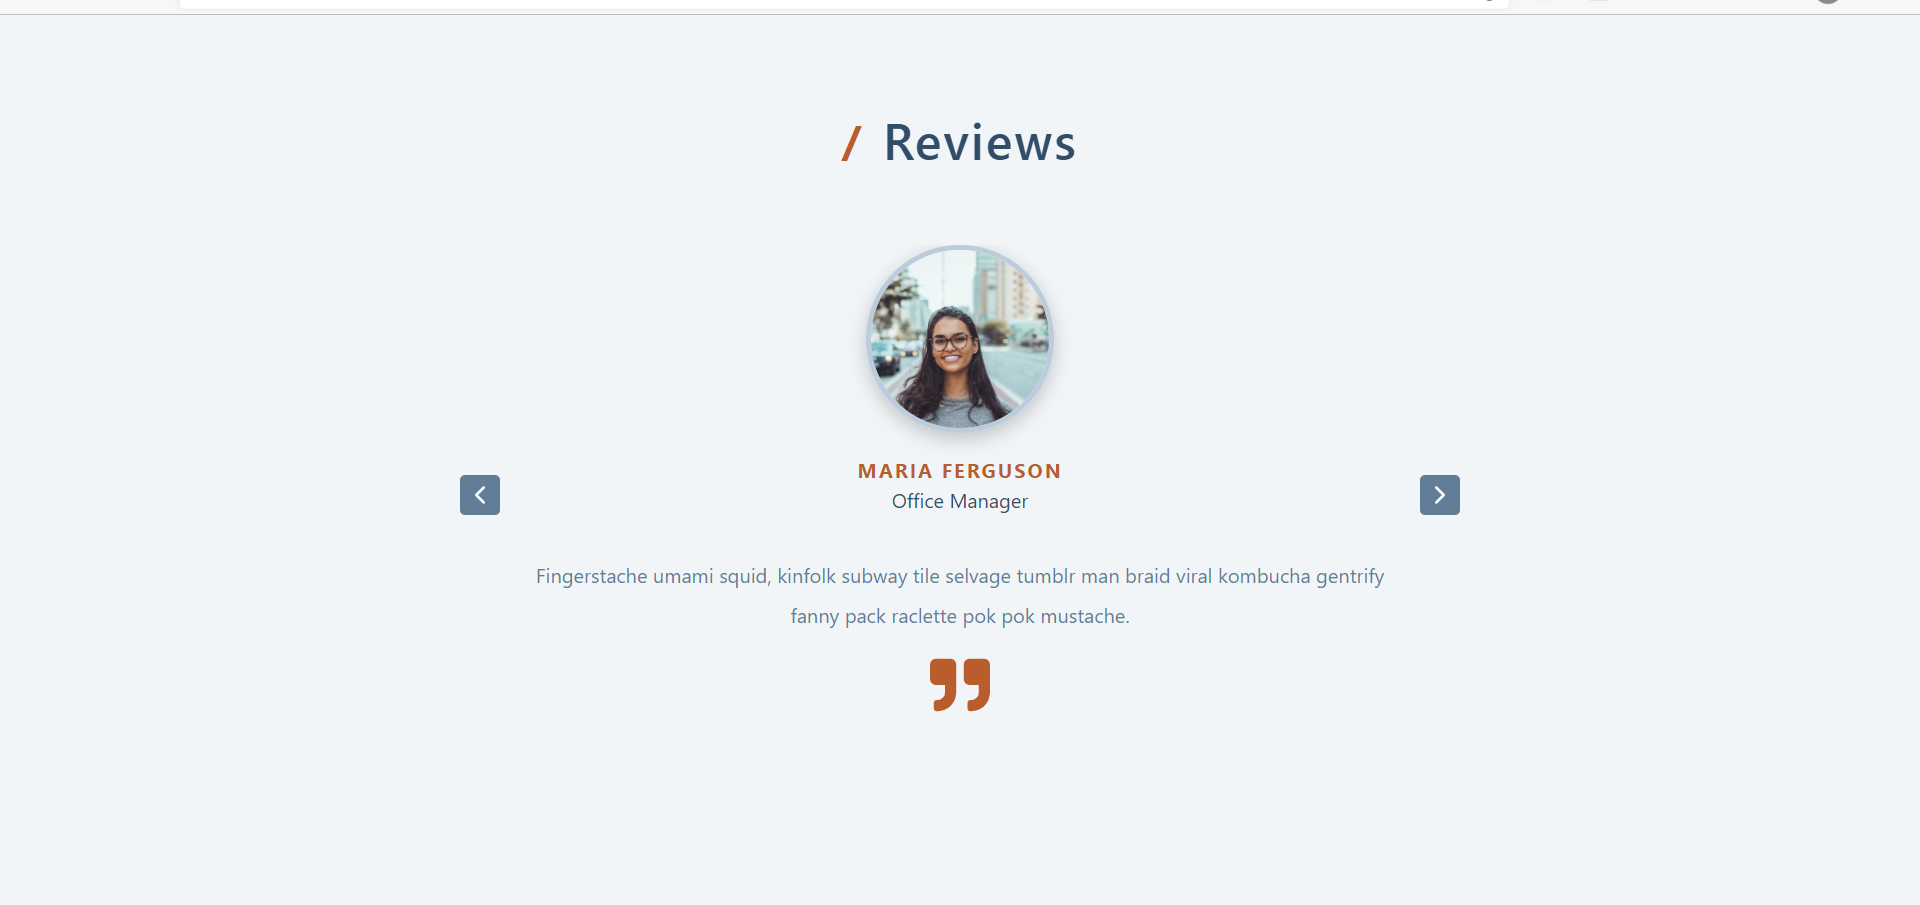 / Reviews
MARIA FERGUSON
Office Manager
Fingerstache umami squid, kinfolk subway tile selvage tumblr man braid viral kombucha gentrify
fanny pack raclette pok pok mustache.